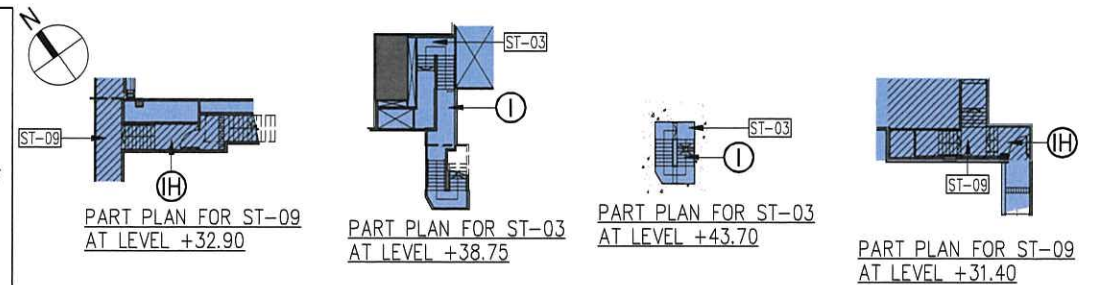 N
ST-09
IH
PART PLAN FOR ST-09
AT LEVEL +32.90
ST-03
I
PART PLAN FOR ST-03
AT LEVEL +38.75
ST-03
I
PART PLAN FOR ST-03
AT LEVEL +43.70
IH
ST-09
PART PLAN FOR ST-09
AT LEVEL +31.40